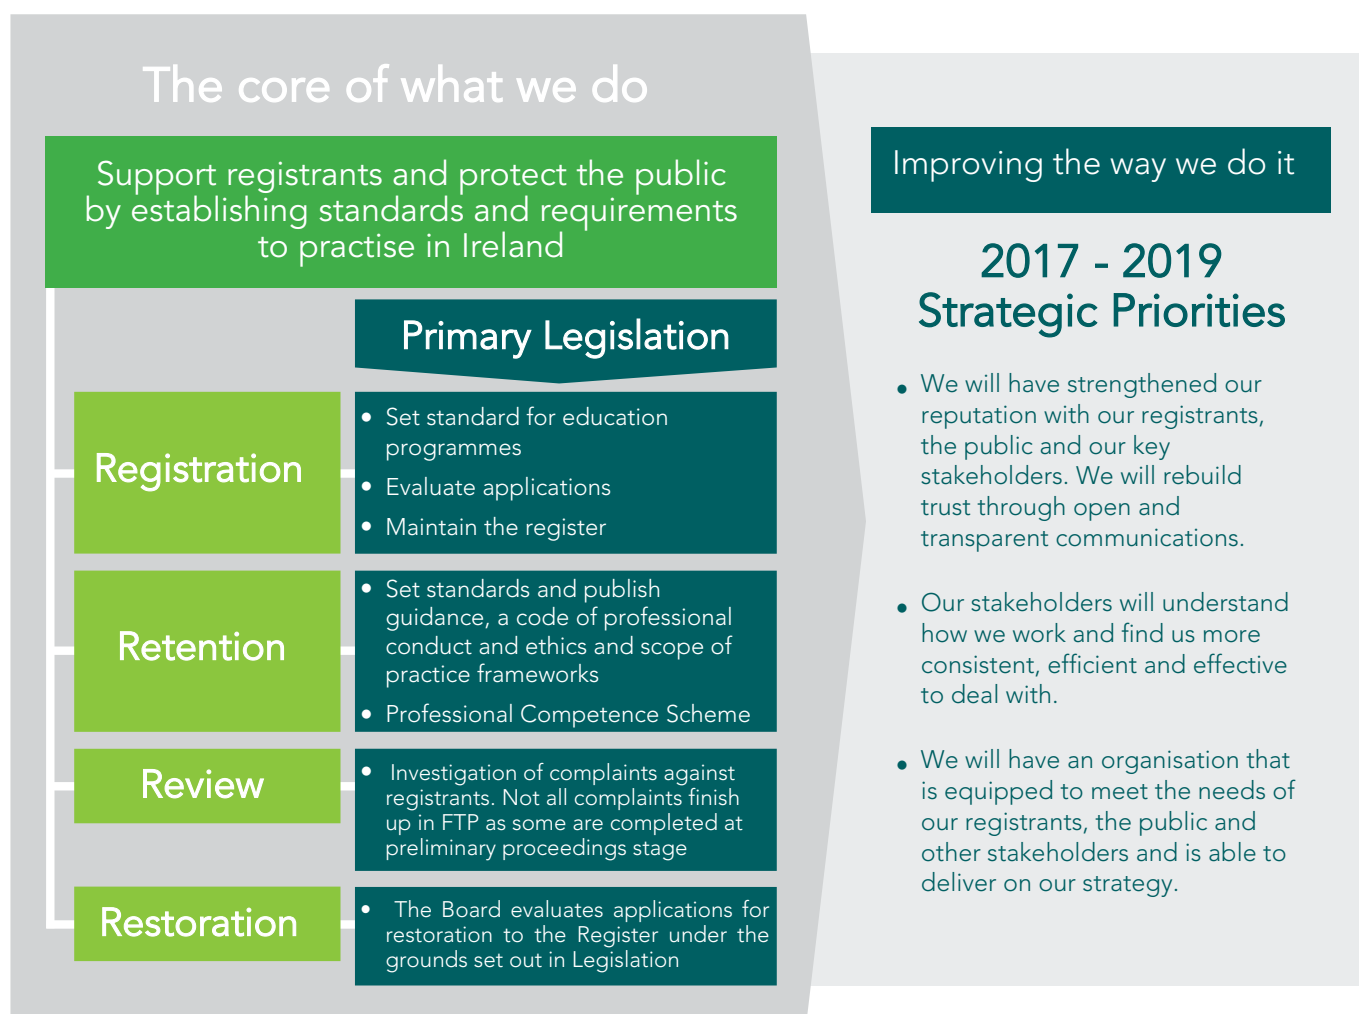 The core of what we do
Support registrants and protect the public
by establishing standards and requirements
to practise in Ireland
Primary Legislation
Registration
• Set standard for education
programmes
• Evaluate applications
• Maintain the register
Retention
• Set standards and publish
guidance, a code of professional
conduct and ethics and scope of
practice frameworks
• Professional Competence Scheme
Review
• Investigation of complaints against
registrants. Not all complaints finish
up in FTP as some are completed at
preliminary proceedings stage
Restoration
• The Board evaluates applications for
restoration to the Register under the
grounds set out in Legislation
Improving the way we do it
2017 - 2019
Strategic Priorities
• We will have strengthened our
reputation with our registrants,
the public and our key
stakeholders. We will rebuild
trust through open and
transparent communications.
• Our stakeholders will understand
how we work and find us more
consistent, efficient and effective
to deal with.
• We will have an organisation that
is equipped to meet the needs of
our registrants, the public and
other stakeholders and is able to
deliver on our strategy.